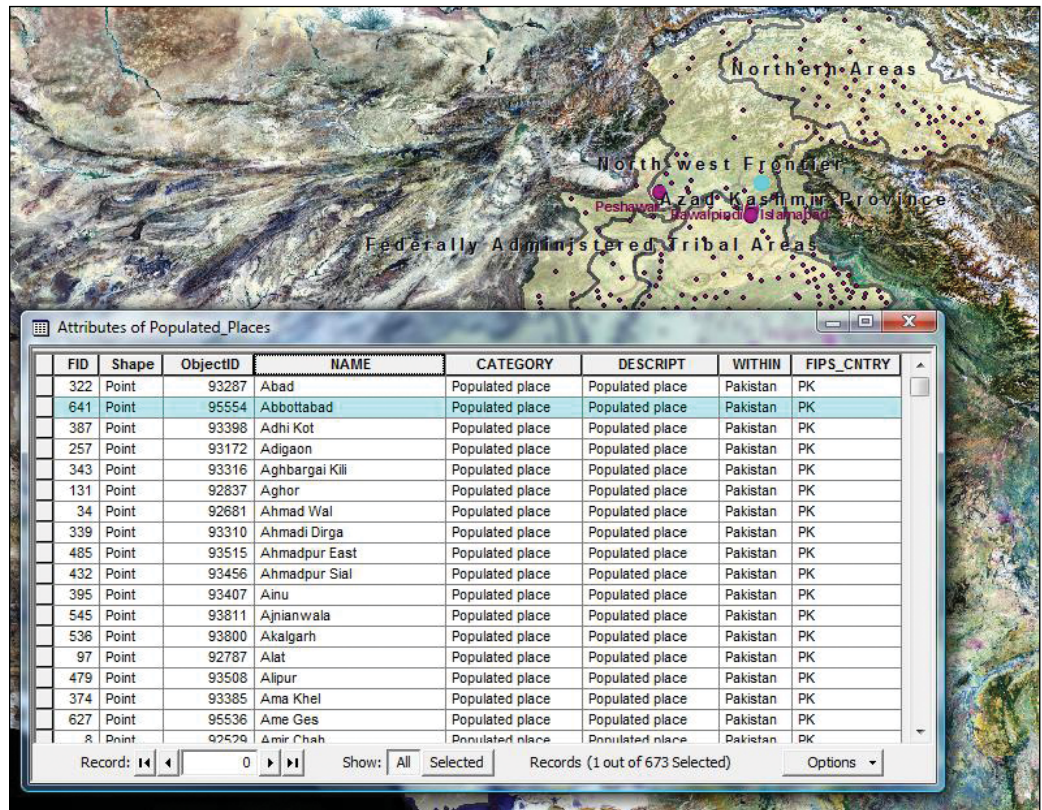 Northern Areas
North-west Frontier
Azad Kashmir Province
Peshawar
Rawalpindi Islamabad
Federally Administered Tribal Areas
Attributes of Populated_Places
FID Shape ObjectID NAME CATEGORY DESCRIPT WITHIN FIPS_CNTRY
322 Point 93287 Abad Populated place Populated place Pakistan PK
641 Point 95554 Abbottabad Populated place Populated place Pakistan PK
387 Point 93398 Adhi Kot Populated place Populated place Pakistan PK
257 Point 93172 Adigaon Populated place Populated place Pakistan PK
343 Point 93316 Aghbargai Kili Populated place Populated place Pakistan PK
131 Point 92837 Aghor Populated place Populated place Pakistan PK
34 Point 92681 Ahmad Wal Populated place Populated place Pakistan PK
339 Point 93310 Ahmadi Dirga Populated place Populated place Pakistan PK
485 Point 93515 Ahmadpur East Populated place Populated place Pakistan PK
432 Point 93456 Ahmadpur Sial Populated place Populated place Pakistan PK
395 Point 93407 Ainu Populated place Populated place Pakistan PK
545 Point 93811 Ajnianwala Populated place Populated place Pakistan PK
536 Point 93800 Akalgarh Populated place Populated place Pakistan PK
97 Point 92787 Alat Populated place Populated place Pakistan PK
479 Point 93508 Alipur Populated place Populated place Pakistan PK
374 Point 93385 Ama Khel Populated place Populated place Pakistan PK
627 Point 95536 Ame Ges Populated place Populated place Pakistan PK
8 Point 92529 Amir Chah Populated place Populated place Pakistan PK
Record: 0 Show: All Selected Records (1 out of 673 Selected) Options